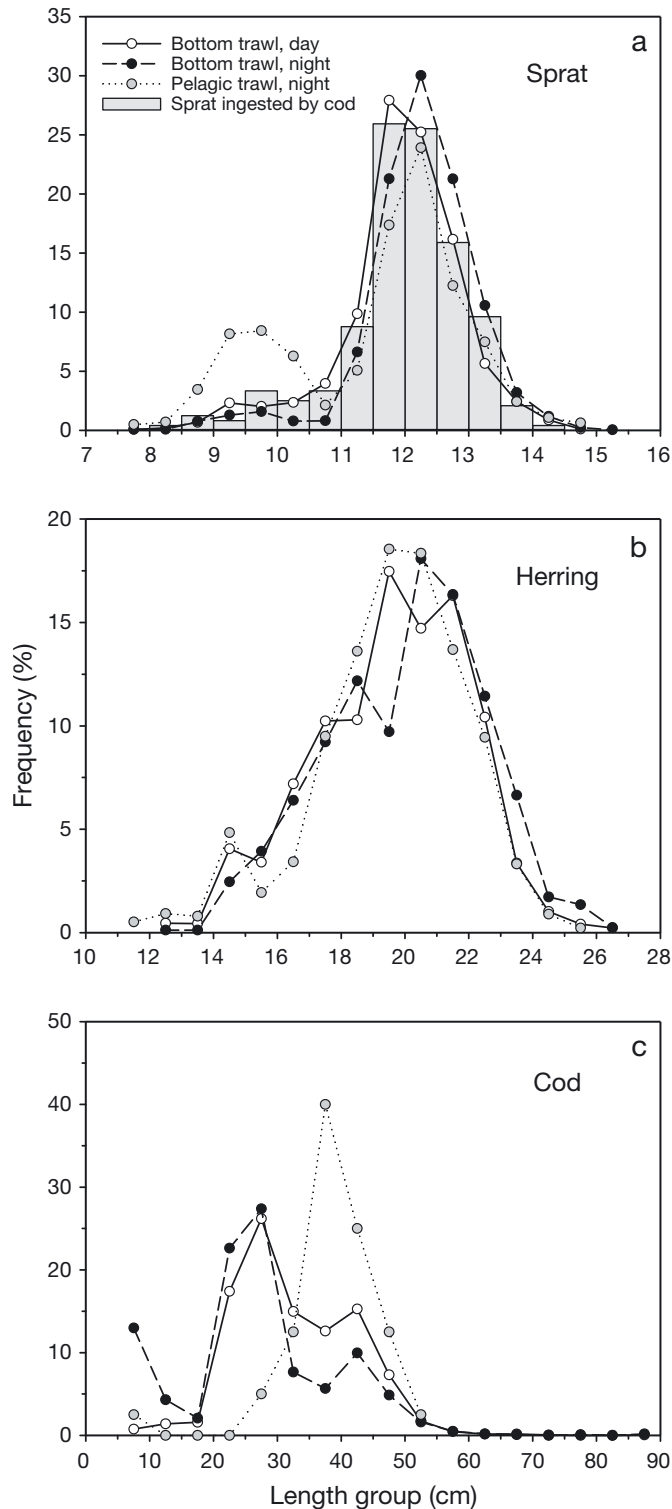 35
30
25
20
15
10
5
0
Bottom trawl, day
Bottom trawl, night
Pelagic trawl, night
Sprat ingested by cod
a
Sprat
7 8 9 10 11 12 13 14 15 16
20
15
10
5
0
b
Herring
10 12 14 16 18 20 22 24 26 28
Frequency (%)
50
40
30
20
10
0
c
Cod
0 10 20 30 40 50 60 70 80 90
Length group (cm)